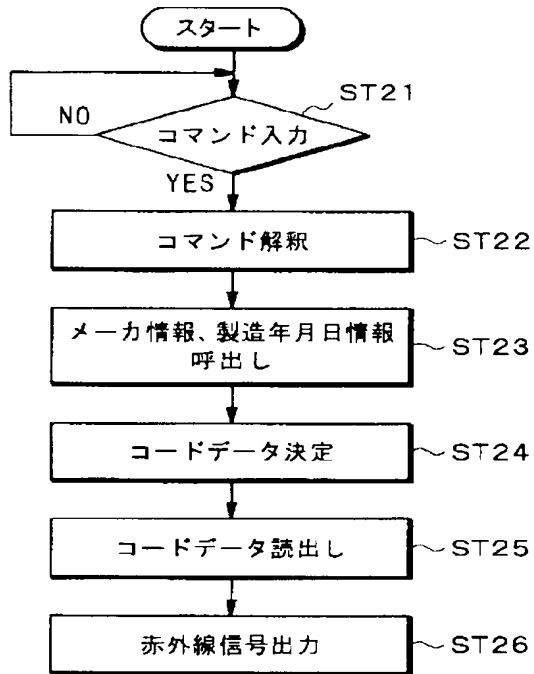 スタート
ST21
NO
コマンド入力
YES
コマンド解釈
ST22
メーカ情報、製造年月日情報
呼出し
ST23
コードデータ決定
ST24
コードデータ読出し
ST25
赤外線信号出力
ST26